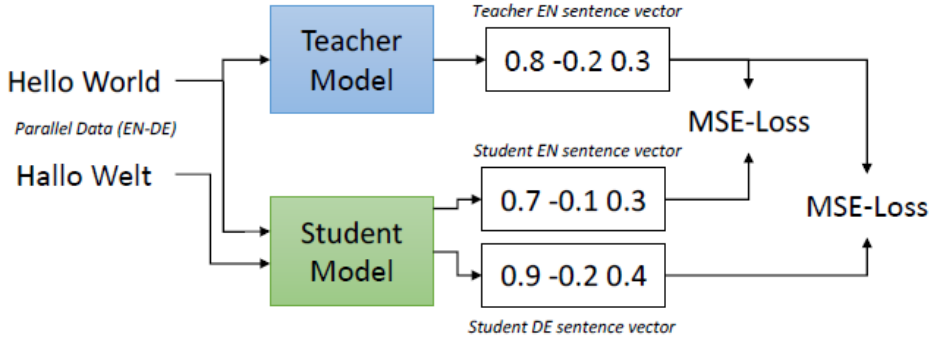 Teacher EN sentence vector
Teacher
Model
0.8 -0.2 0.3
Hello World
Parallel Data (EN-DE)
Hallo Welt
MSE-Loss
Student EN sentence vector
0.7 -0.1 0.3
MSE-Loss
Student
Model
0.9 -0.2 0.4
Student DE sentence vector